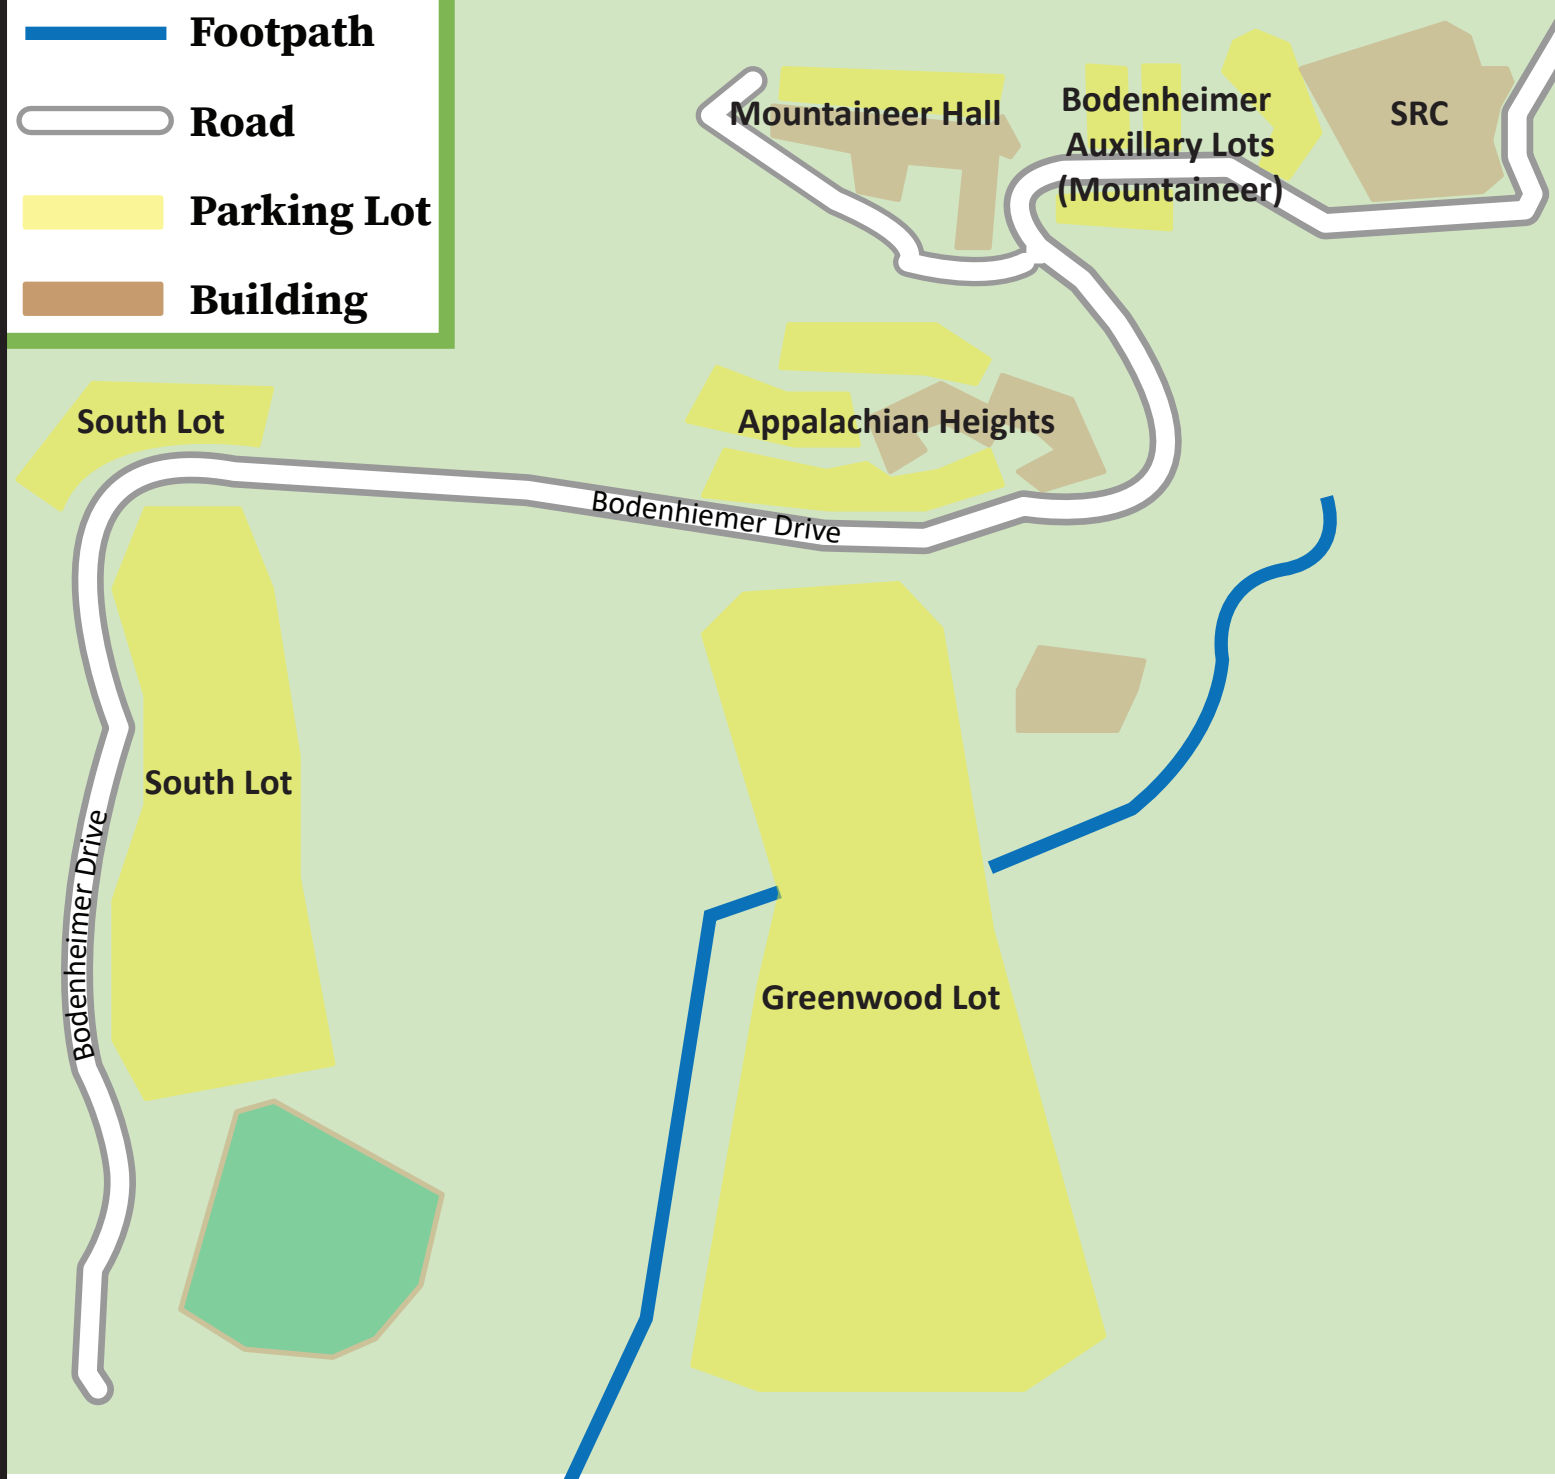 Footpath
Road
Parking Lot
Building
Mountaineer Hall
Bodenheimer
Auxillary Lots
(Mountaineer)
SRC
South Lot
Appalachian Heights
Bodenhiemer Drive
South Lot
Bodenheimer Drive
Greenwood Lot